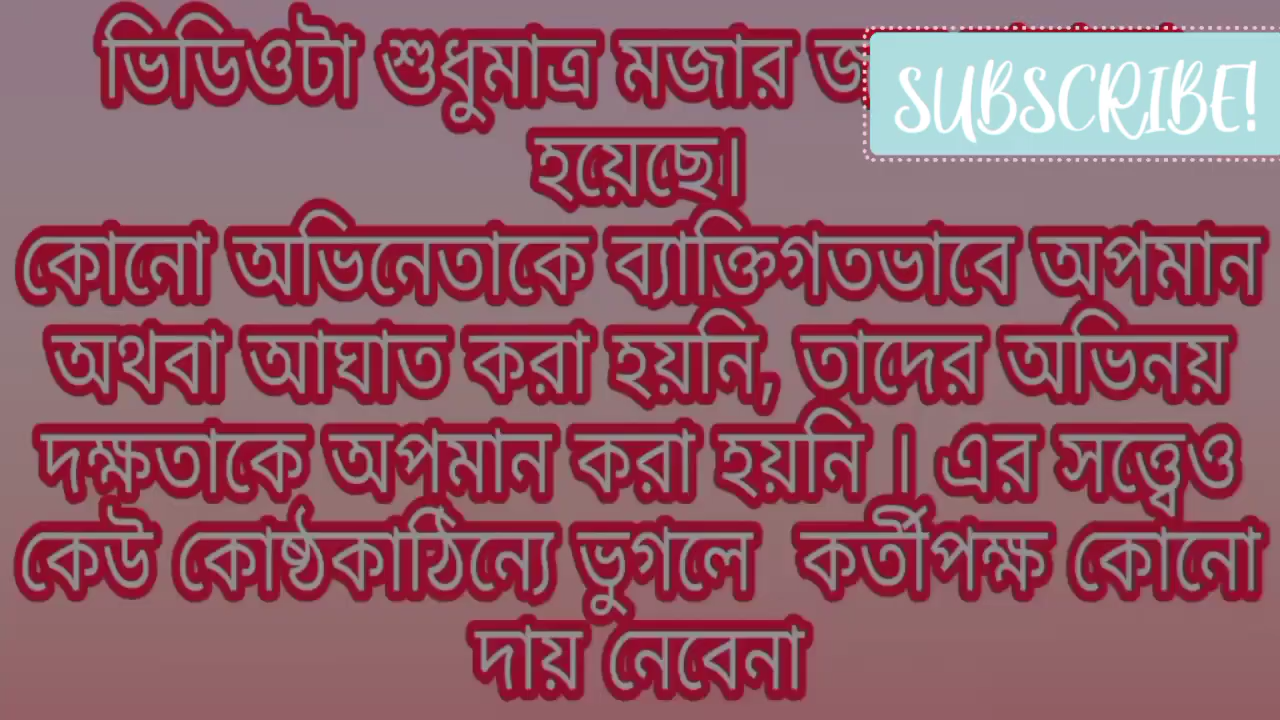 ভিডিওটা শুধুমাত্র মজার
SUBSCRIBE!
হয়েছে।
কোনো অভিনেতাকে ব্যাক্তিগতভাবে অপমান
অথবা আঘাত করা হয়নি, তাদের অভিনয়
দক্ষতাকে অপমান করা হয়নি । এর সত্ত্বেও
কেউ কোষ্ঠকাঠিন্যে ভুগলে কর্তীপক্ষ কোনো
দায় নেবেনা